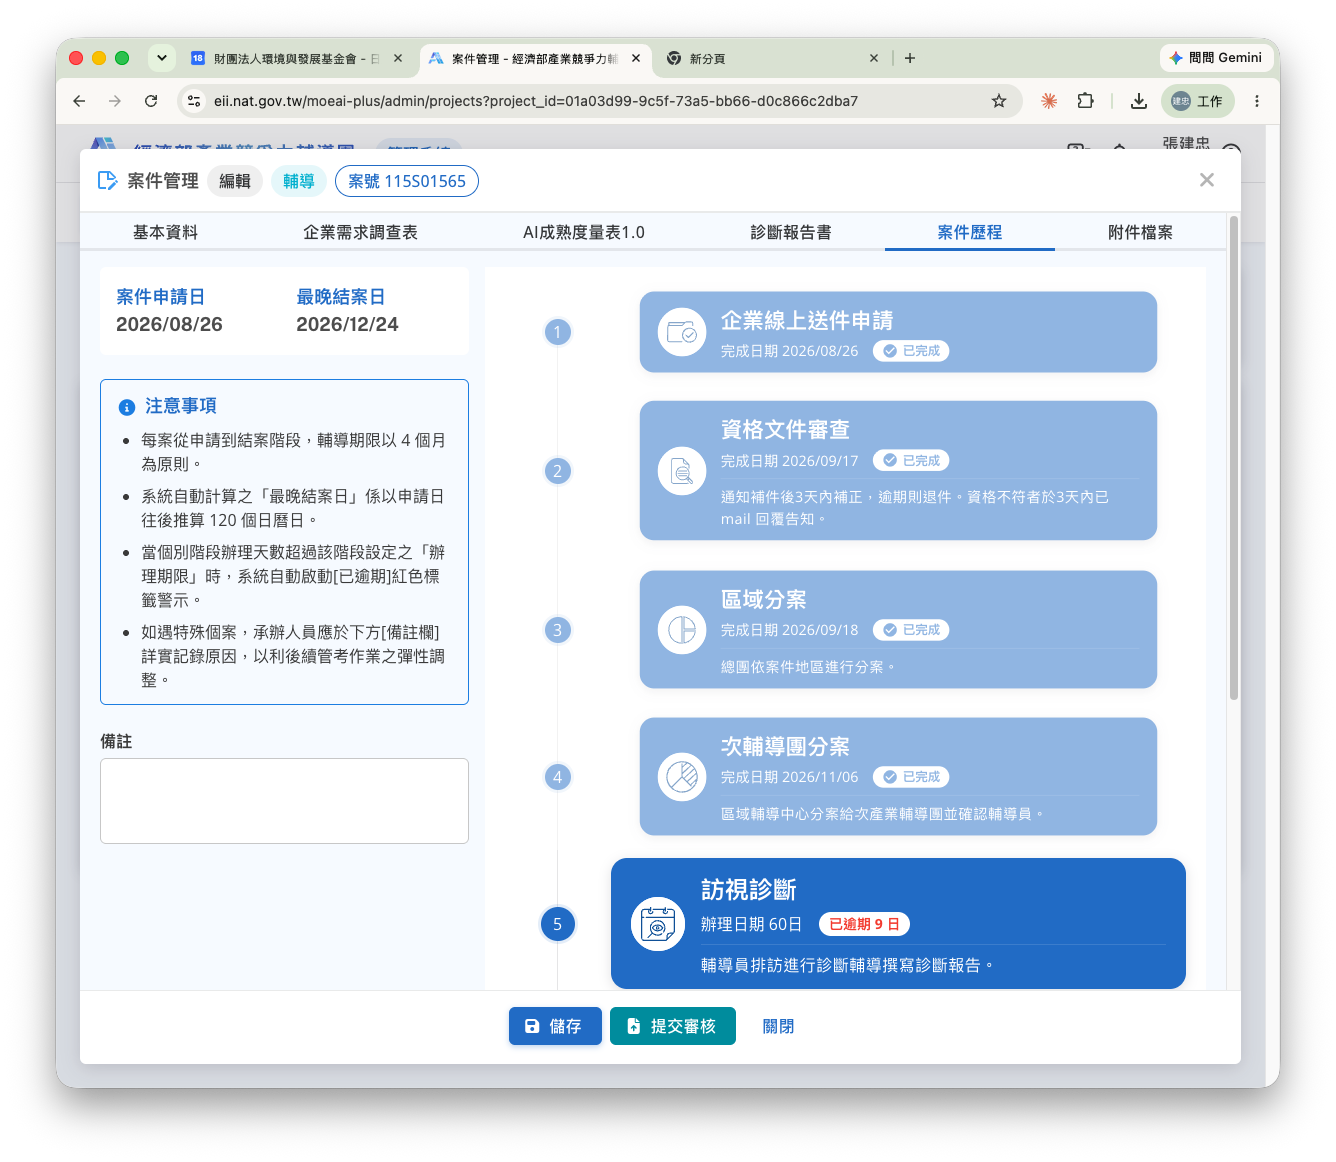 財團法人環境與發展基金會 - 日
案件管理 - 經濟部產業競爭力輔
新分頁
問問 Gemini
eii.nat.gov.tw/moeai-plus/admin/projects?project_id=01a03d99-9c5f-73a5-bb66-d0c866c2dba7
建忠 工作
經濟部產業競爭力輔導團
管理系統
張建忠
案件管理 編輯 輔導 案號 115S01565
基本資料 企業需求調查表 AI成熟度量表1.0 診斷報告書 案件歷程 附件檔案
案件申請日 最晚結案日
2026/08/26 2026/12/24
注意事項
每案從申請到結案階段，輔導期限以 4 個月
為原則。
系統自動計算之「最晚結案日」係以申請日
往後推算 120 個日曆日。
當個別階段辦理天數超過該階段設定之「辦
理期限」時，系統自動啟動[已逾期]紅色標
籤警示。
如遇特殊個案，承辦人員應於下方[備註欄]
詳實記錄原因，以利後續管考作業之彈性調
整。
備註
1
企業線上送件申請
完成日期 2026/08/26 已完成
2
資格文件審查
完成日期 2026/09/17 已完成
通知補件後3天內補正，逾期則退件。資格不符者於3天內已
mail 回覆告知。
3
區域分案
完成日期 2026/09/18 已完成
總團依案件地區進行分案。
4
次輔導團分案
完成日期 2026/11/06 已完成
區域輔導中心分案給次產業輔導團並確認輔導員。
5
訪視診斷
辦理日期 60日 已逾期 9 日
輔導員排訪進行診斷輔導撰寫診斷報告。
儲存 提交審核 關閉